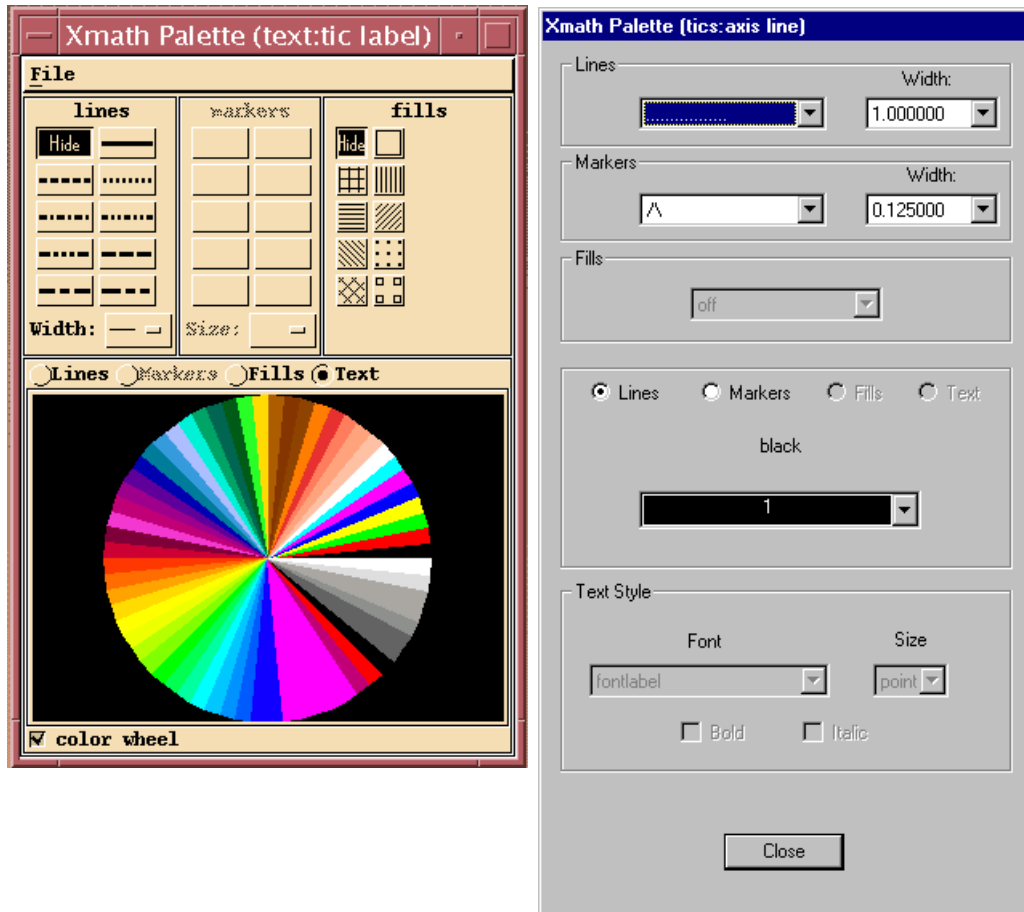 Xmath Palette (text:tic label)
File
lines
markers
fills
Hide
Hide
Width:
Size:
Lines
Markers
Fills
Text
color wheel
Xmath Palette (tics:axis line)
Lines
Width:
................
1.000000
Markers
Width:
/\
0.125000
Fills
off
Lines
Markers
Fills
Text
black
1
Text Style
Font
Size
fontlabel
point
Bold
Italic
Close